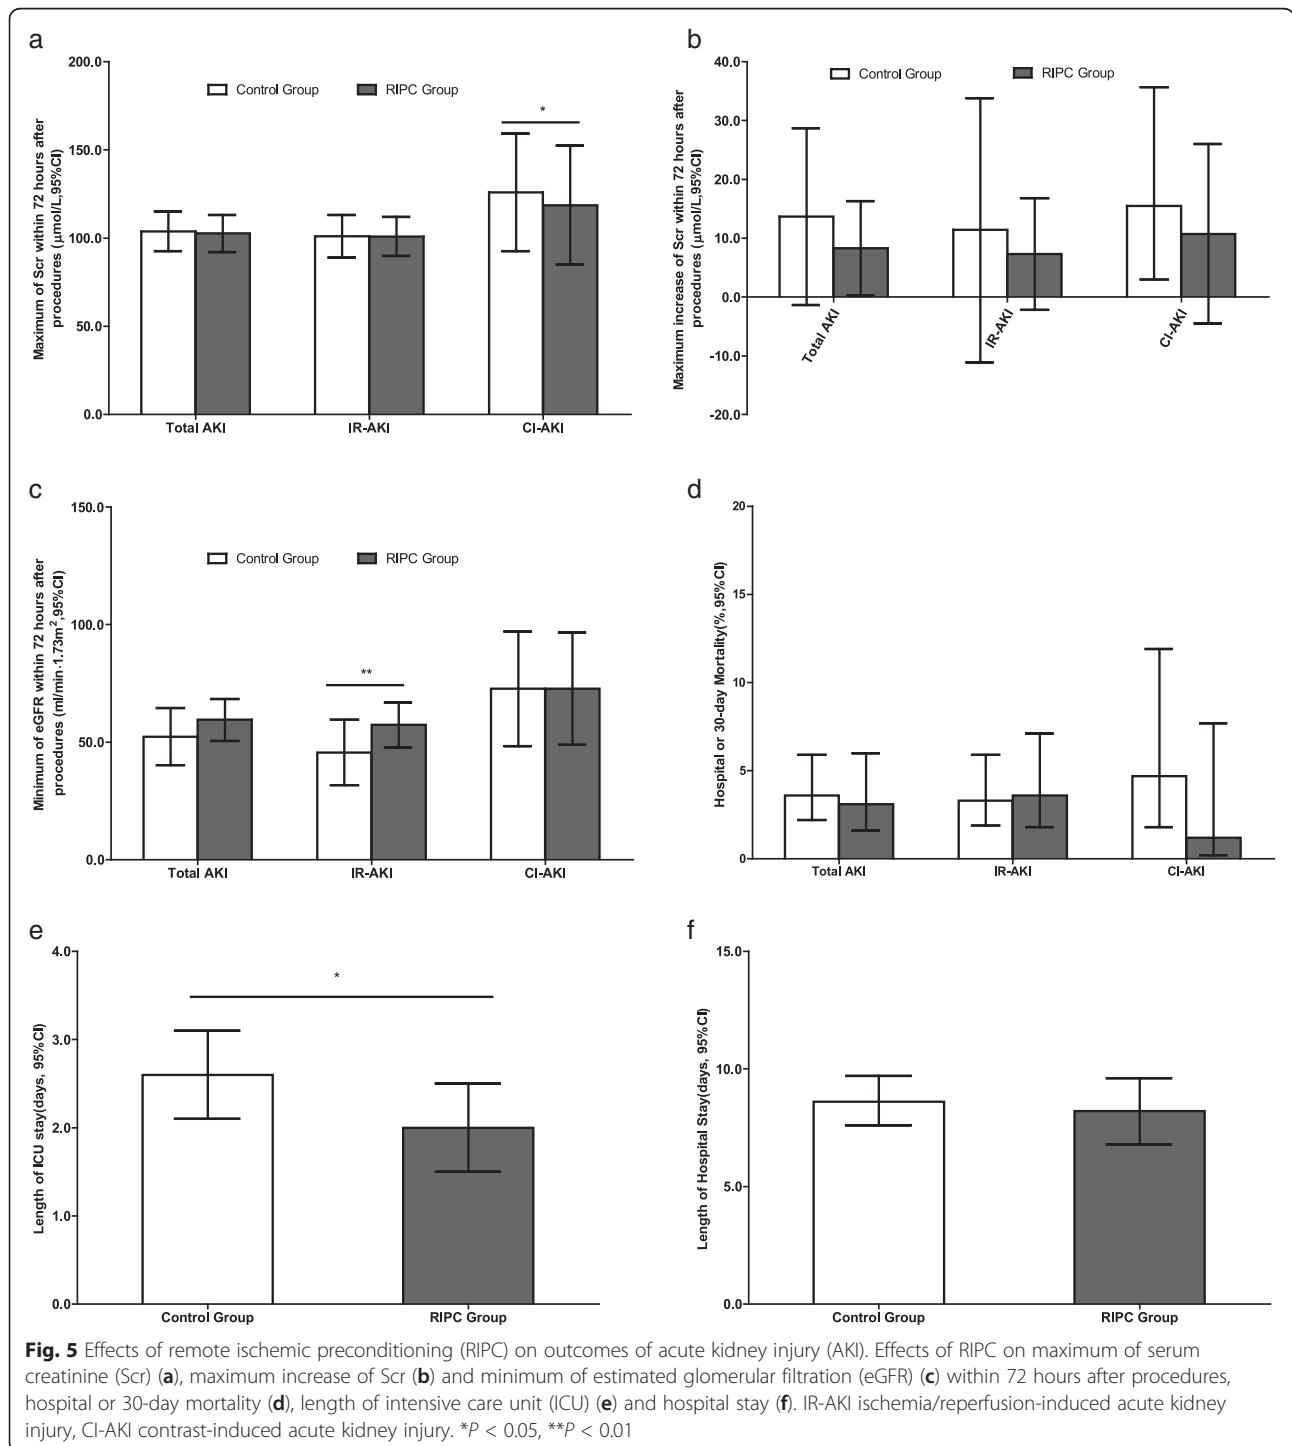 a
200.0
150.0
100.0
50.0
0.0
Maximum of Scr within 72 hours after
procedures (μmol/L,95%CI)
Control Group
RIPC Group
*
Total AKI
IR-AKI
CI-AKI
b
40.0
30.0
20.0
10.0
0.0
-10.0
-20.0
Maximum increase of Scr within 72 hours after
procedures (μmol/L,95%CI)
Control Group
RIPC Group
Total AKI
IR-AKI
CI-AKI
c
150.0
100.0
50.0
0.0
Minimum of eGFR within 72 hours after
procedures (ml/min·1.73m²,95%CI)
Control Group
RIPC Group
**
Total AKI
IR-AKI
CI-AKI
d
20
15
10
5
0
Hospital or 30-day Mortality(%,95%CI)
Total AKI
IR-AKI
CI-AKI
e
4.0
3.0
2.0
1.0
0.0
Length of ICU stay(days, 95%CI)
*
Control Group
RIPC Group
f
15.0
10.0
5.0
0.0
Length of Hospital Stay(days, 95%CI)
Control Group
RIPC Group
Fig. 5 Effects of remote ischemic preconditioning (RIPC) on outcomes of acute kidney injury (AKI). Effects of RIPC on maximum of serum
creatinine (Scr) (a), maximum increase of Scr (b) and minimum of estimated glomerular filtration (eGFR) (c) within 72 hours after procedures,
hospital or 30-day mortality (d), length of intensive care unit (ICU) (e) and hospital stay (f). IR-AKI ischemia/reperfusion-induced acute kidney
injury, CI-AKI contrast-induced acute kidney injury. *P < 0.05, **P < 0.01